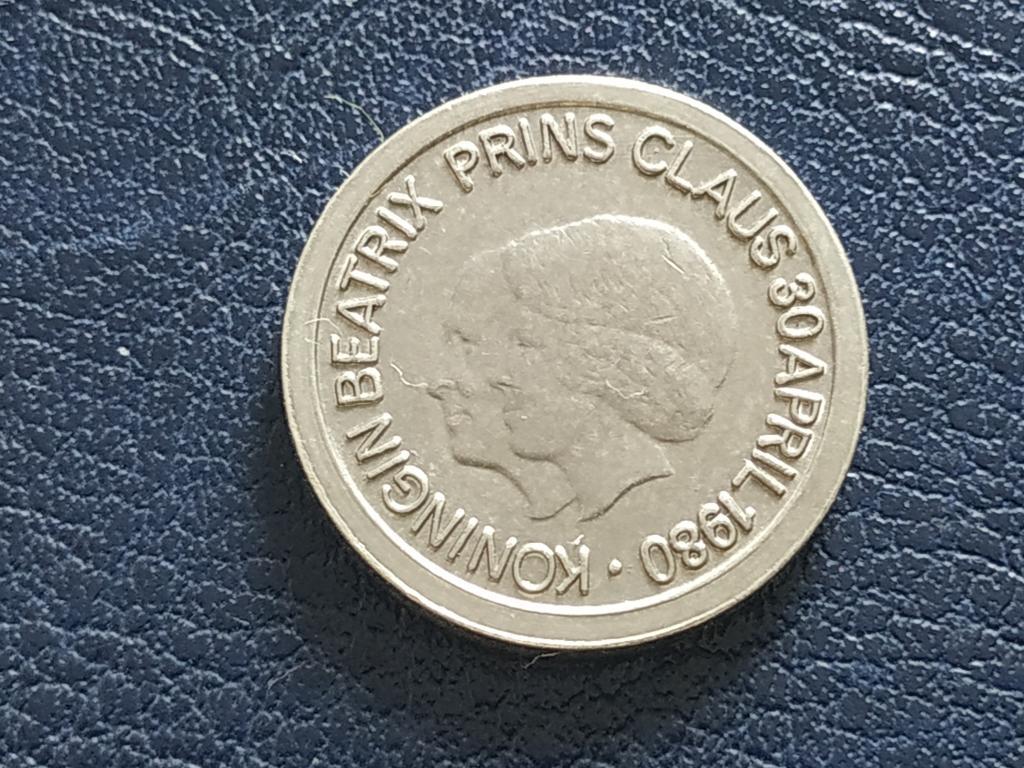 KONINGIN BEATRIX PRINS CLAUS 30 APRIL 1980 •